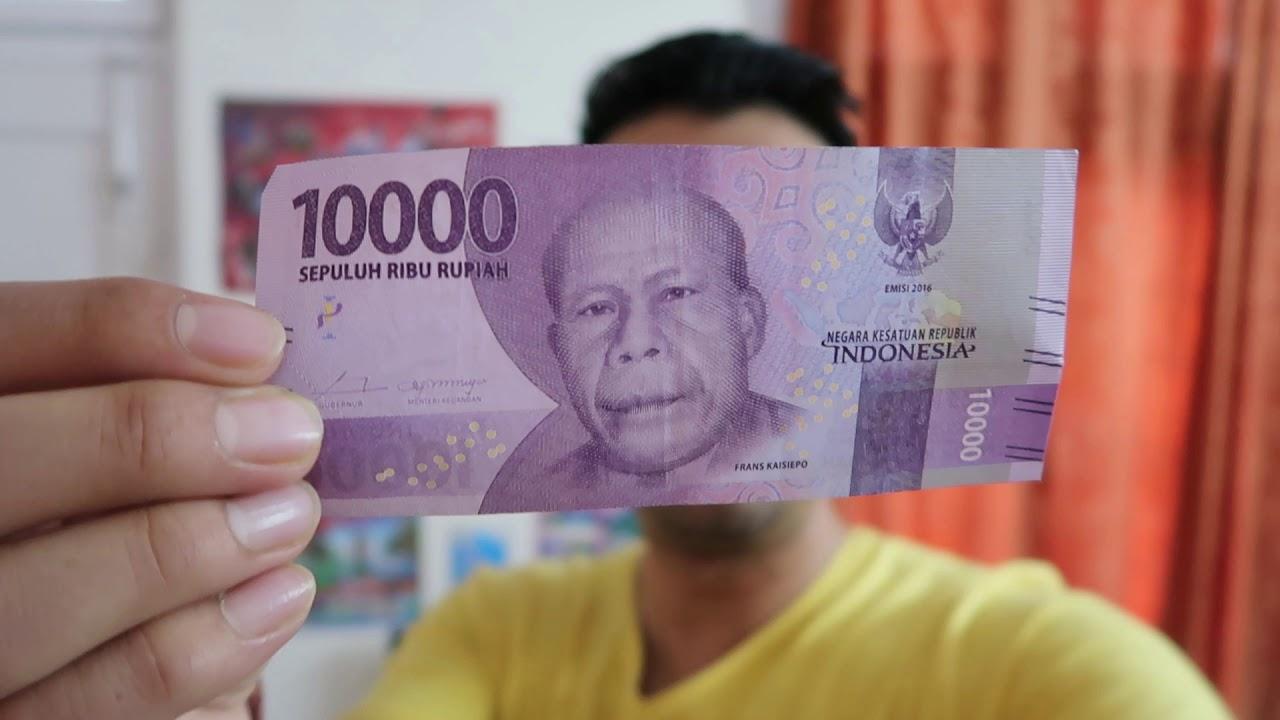 10000
SEPULUH RIBU RUPIAH
GUBERNUR
MENTERI KEUANGAN
FRANS KAISIEPO
EMISI 2016
NEGARA KESATUAN REPUBLIK
INDONESIA
10000